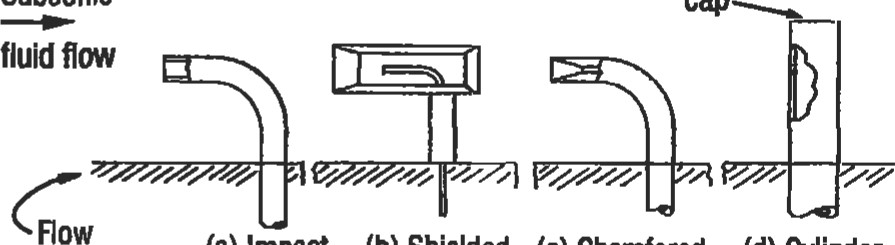 Subsonic
fluid flow
cap
Flow
(a) Impact
(b) Shielded
(c) Chamfered
(d) Cylinder